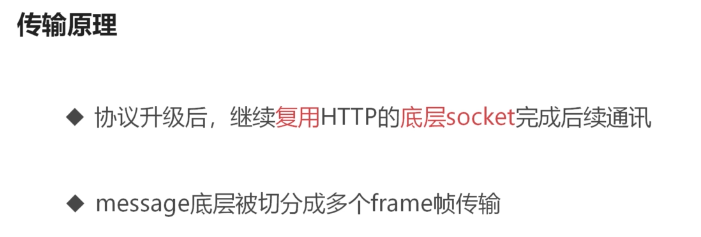 传输原理
◆ 协议升级后，继续复用HTTP的底层socket完成后续通讯
◆ message底层被切分成多个frame帧传输